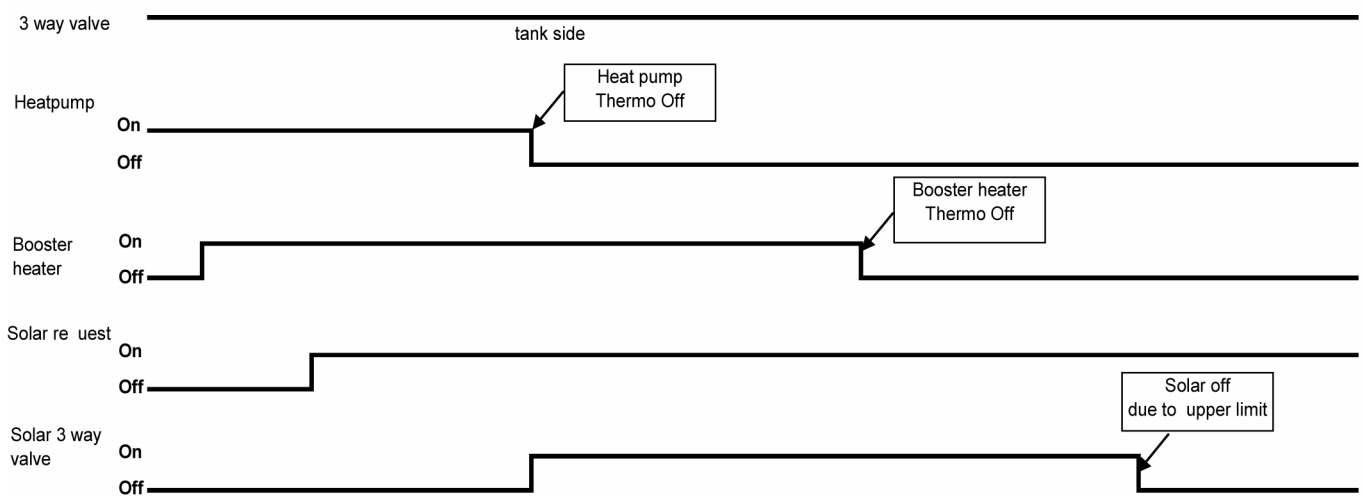 3 way valve
tank side
Heat pump
Thermo Off
Heatpump
On
Off
Booster heater
Thermo Off
Booster
heater
On
Off
Solar re uest
On
Off
Solar off
due to upper limit
Solar 3 way
valve
On
Off